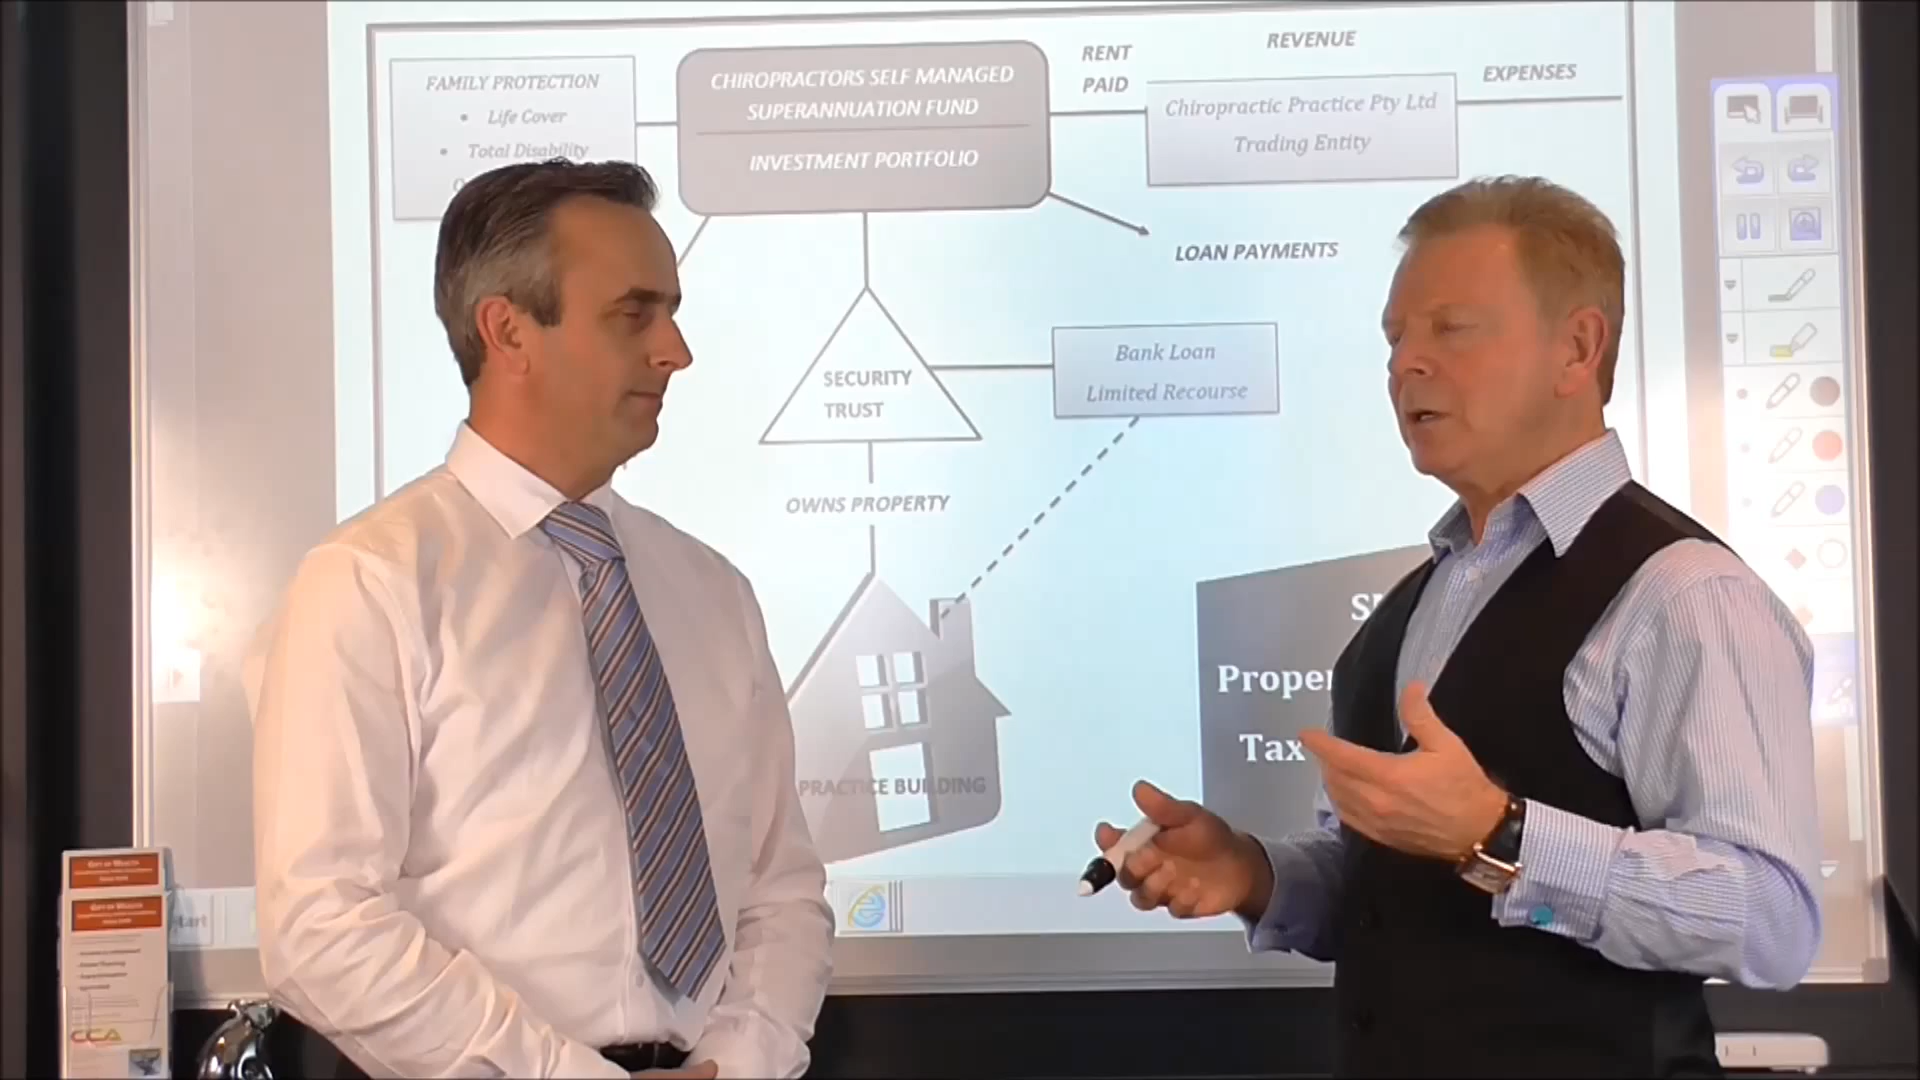 FAMILY PROTECTION
• Life Cover
• Total Disability
CHIROPRACTORS SELF MANAGED
SUPERANNUATION FUND
INVESTMENT PORTFOLIO
RENT
PAID
REVENUE
EXPENSES
Chiropractic Practice Pty Ltd
Trading Entity
LOAN PAYMENTS
SECURITY
TRUST
Bank Loan
Limited Recourse
OWNS PROPERTY
PRACTICE BUILDING
Tax
CCA